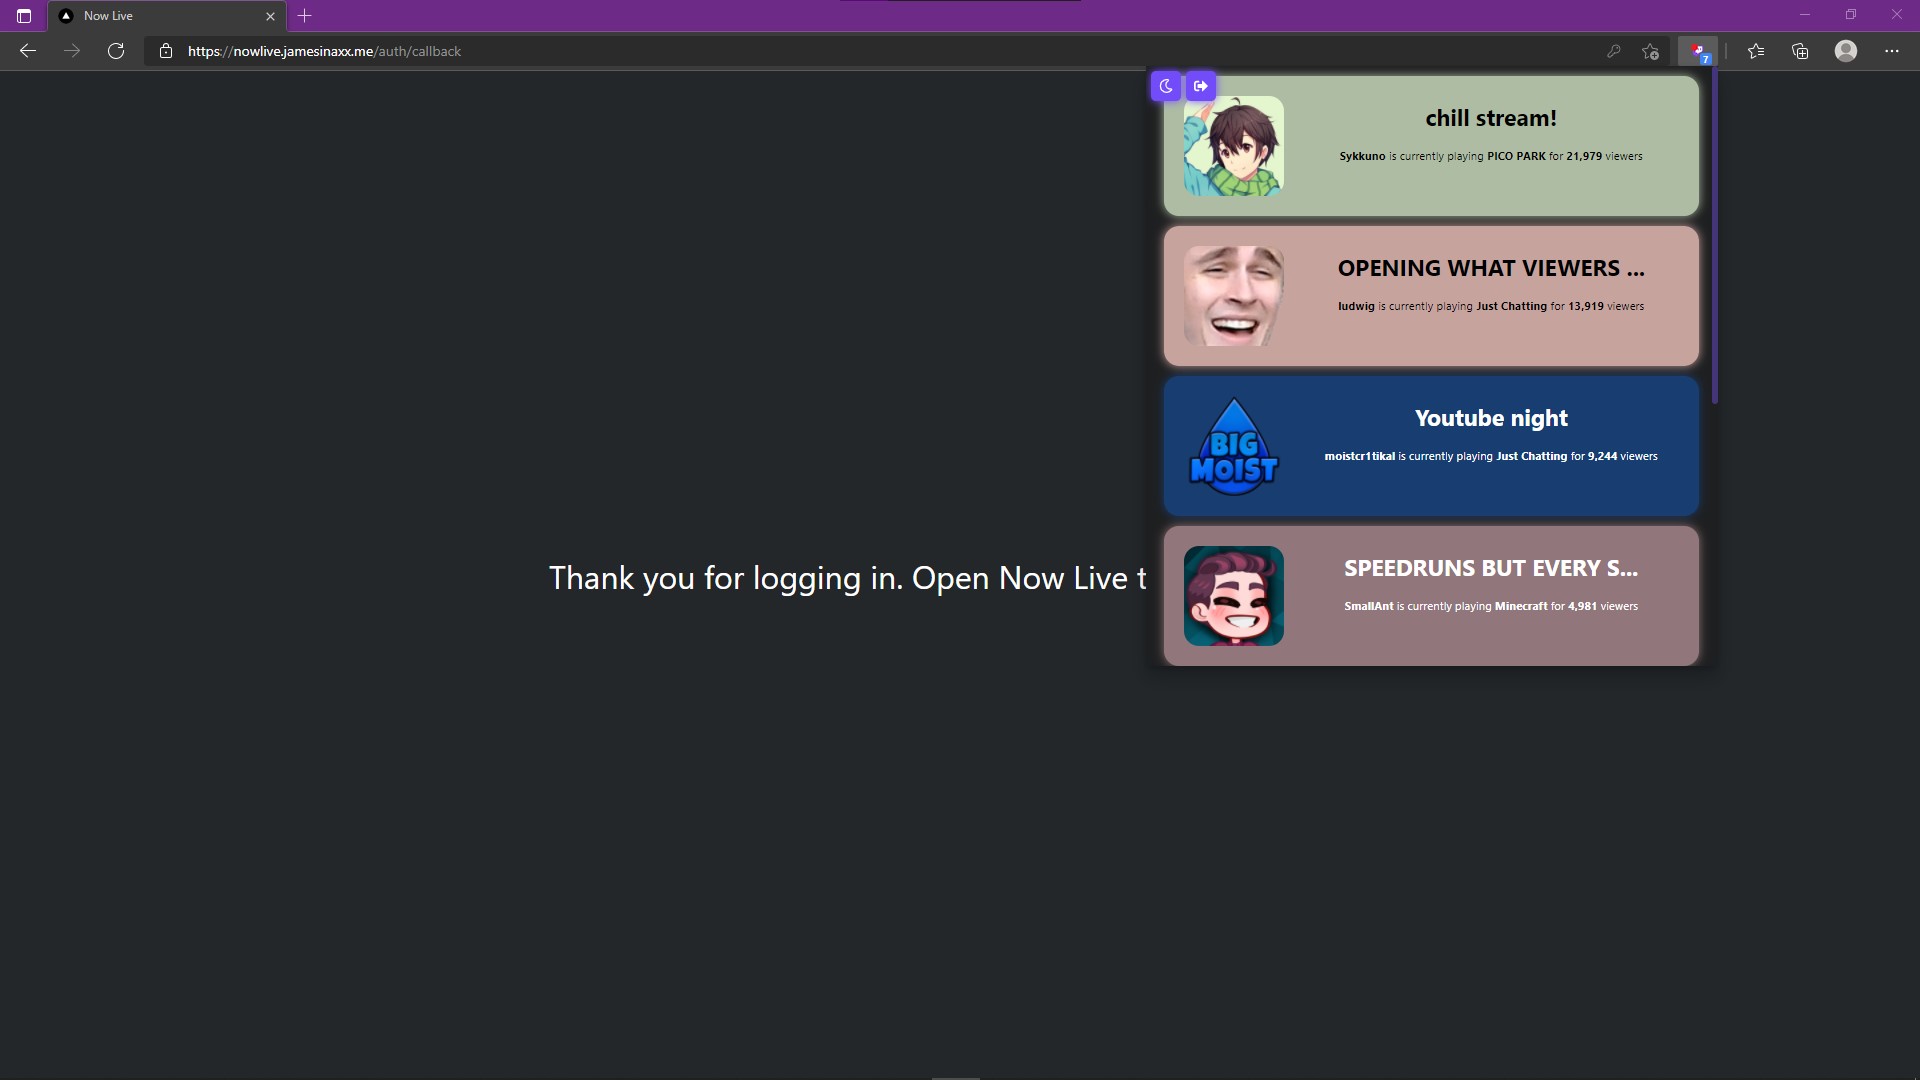 Now Live
https://nowlive.jamesinaxx.me/auth/callback
7
chill stream!
Sykkuno is currently playing PICO PARK for 21,979 viewers
OPENING WHAT VIEWERS ...
ludwig is currently playing Just Chatting for 13,919 viewers
BIG
MOIST
Youtube night
moistcr1tikal is currently playing Just Chatting for 9,244 viewers
Thank you for logging in. Open Now Live t
SPEEDRUNS BUT EVERY S...
SmallAnt is currently playing Minecraft for 4,981 viewers